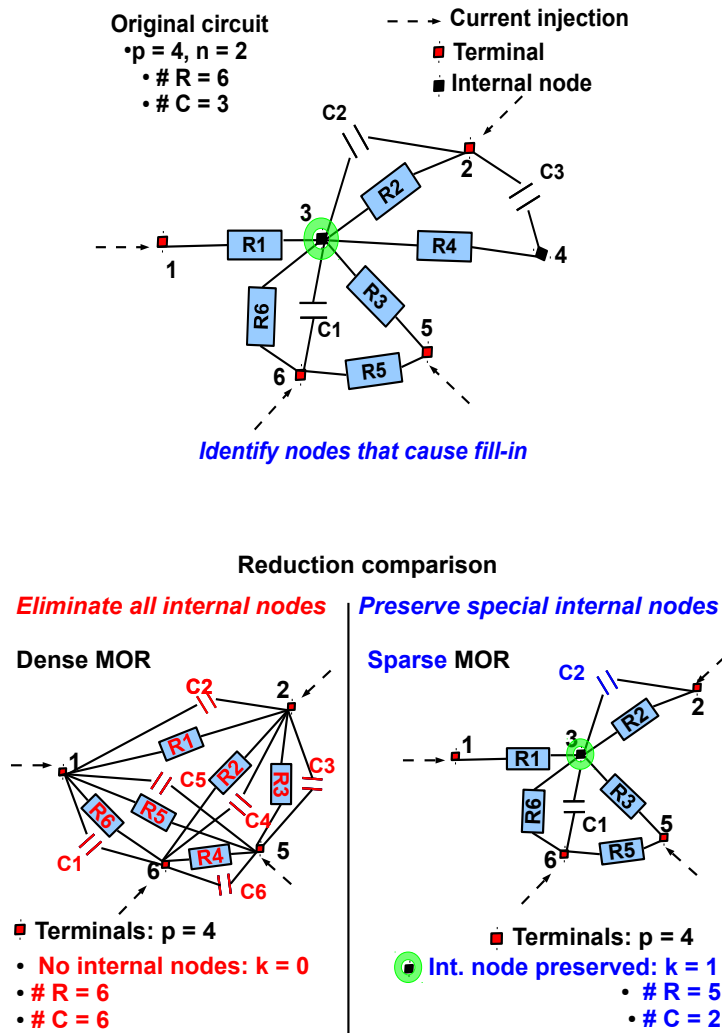 Original circuit
•p = 4, n = 2
• # R = 6
• # C = 3
Current injection
Terminal
Internal node
C2
2
C3
R2
3
R1
R4
1
4
R3
R6
C1
5
6
R5
Identify nodes that cause fill-in
Reduction comparison
Eliminate all internal nodes
Preserve special internal nodes
Dense MOR
C2
2
1
R1
R2
R3
C3
C5
R5
C4
R6
C1
6
R4
5
C6
Terminals: p = 4
• No internal nodes: k = 0
• # R = 6
• # C = 6
Sparse MOR
C2
2
R2
1
3
R1
R6
R3
C1
5
6
R5
Terminals: p = 4
Int. node preserved: k = 1
• # R = 5
• # C = 2